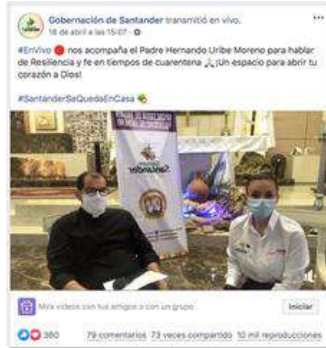 Gobernación de Santander transmitió en vivo.
18 de abril a las 15:07 ·
#EnVivo 🔴 nos acompaña el Padre Hernando Uribe Moreno para hablar
de Resiliencia y fe en tiempos de cuarentena 🙏 ¡Un espacio para abrir tu
corazón a Dios!
#SantanderSeQuedaEnCasa
Santander
Mira videos con tus amigos o con un grupo
Iniciar
380
79 comentarios 73 veces compartido 10 mil reproducciones